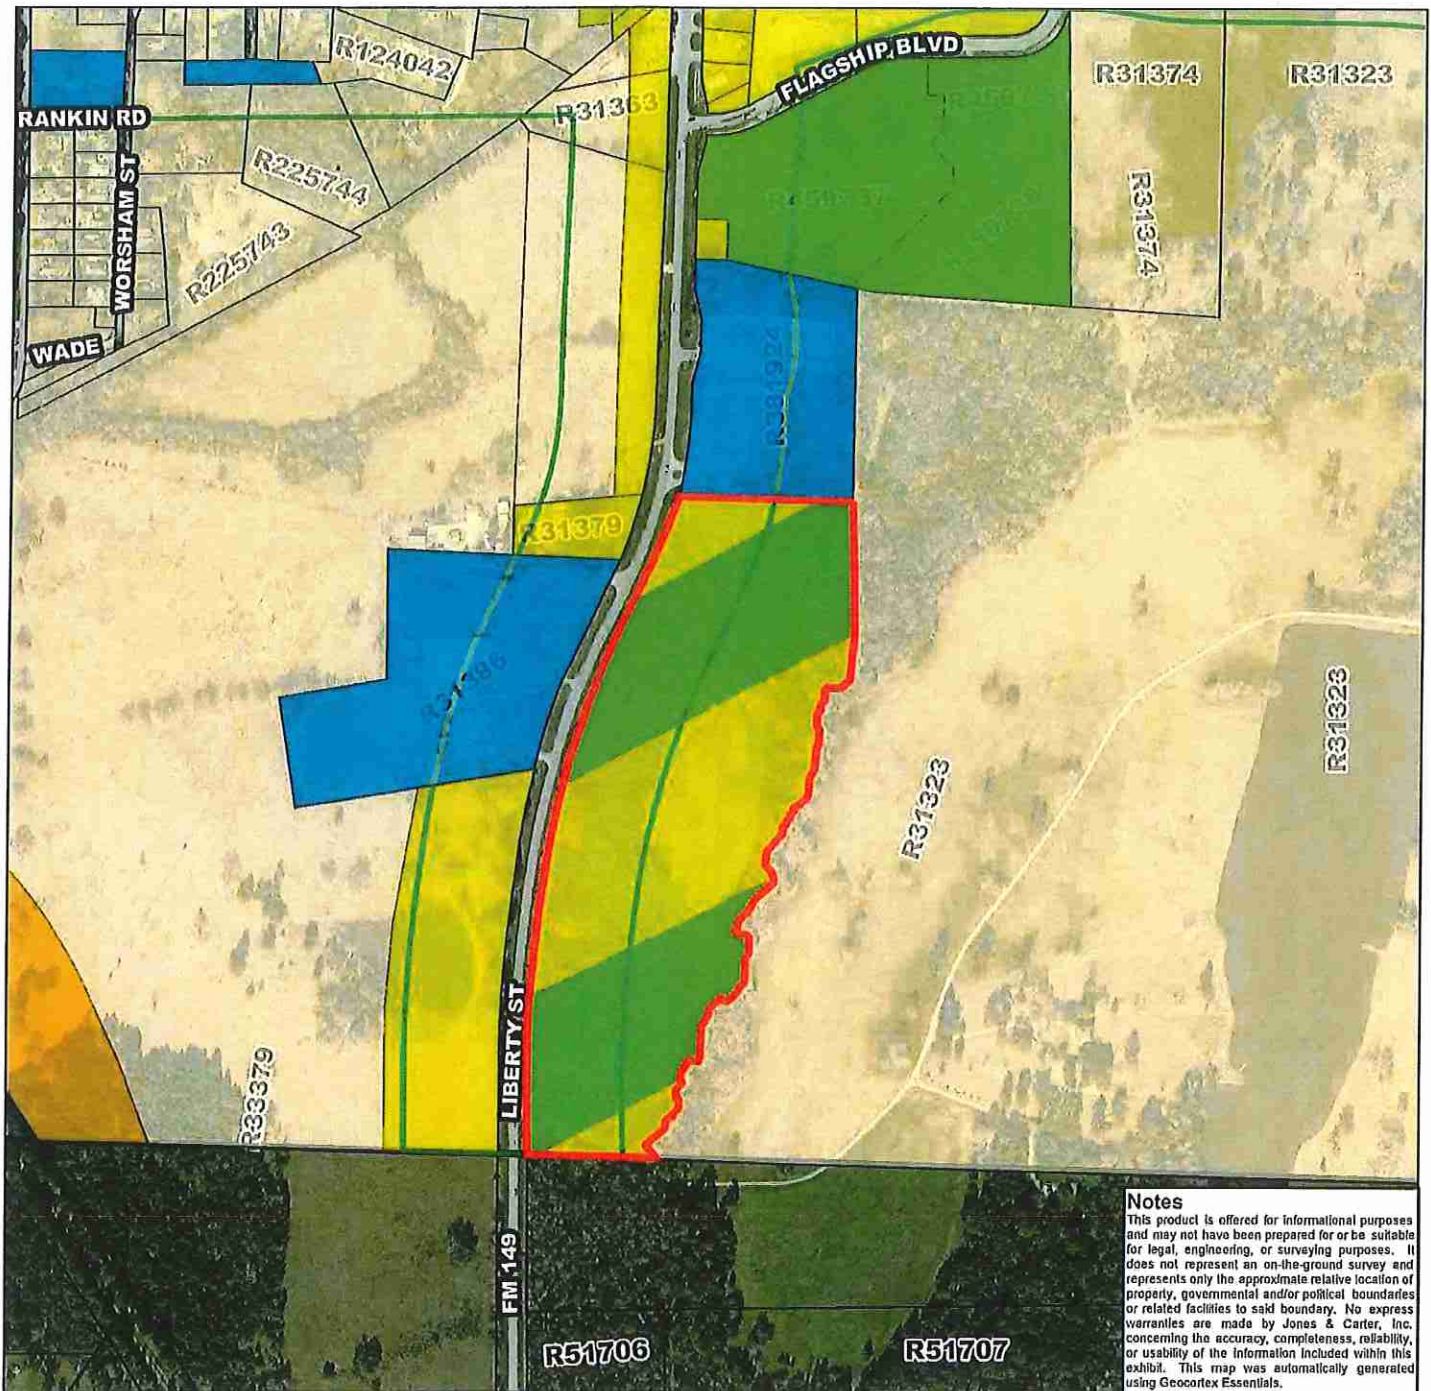 R124042
FLAGSHIP BLVD
R31374
R31323
RANKIN RD
R31363
R225744
WORSHAM ST
R31374
R225743
WADE
R381924
R31379
R31386
R31323
R31323
LIBERTY ST
R33379
FM 149
R51706
R51707
Notes
This product is offered for informational purposes
and may not have been prepared for or be suitable
for legal, engineering, or surveying purposes. It
does not represent an on-the-ground survey and
represents only the approximate relative location of
property, governmental and/or political boundaries
or related facilities to said boundary. No express
warranties are made by Jones & Carter, Inc.
concerning the accuracy, completeness, reliability,
or usability of the information included within this
exhibit. This map was automatically generated
using Geocortex Essentials.